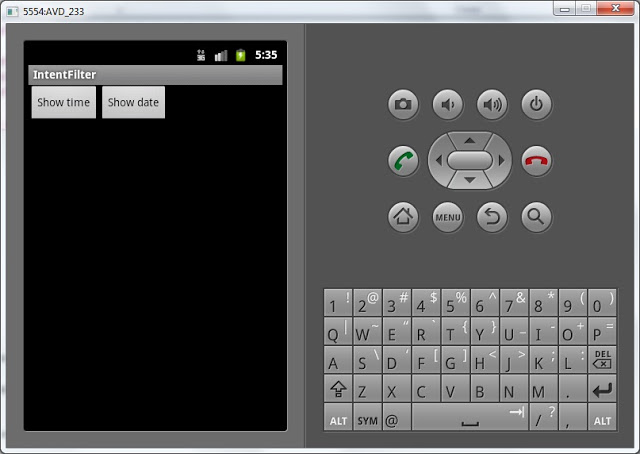 5554:AVD_233
3G 5:35
IntentFilter
Show time Show date
MENU
1 ! 2 @ 3 # 4 $ 5 % 6 ^ 7 & 8 * 9 ( 0 )
Q | W ~ E " R ` T { Y } U _ I - O + P =
A S \ D ' F [ G ] H < J > K ; L : DEL
Z X C V B N M .
ALT SYM @ / ? , ALT